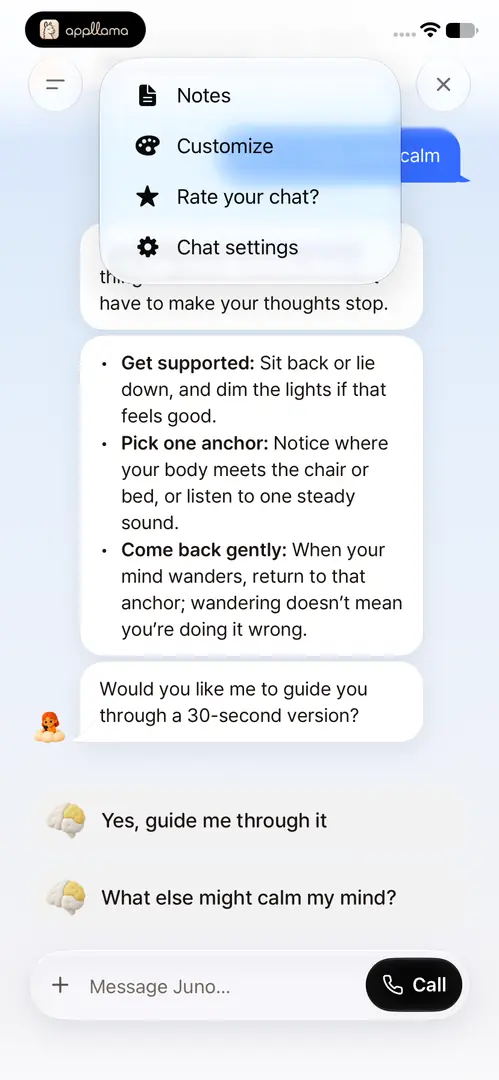 appllama
Notes
Customize
calm
Rate your chat?
Chat settings
have to make your thoughts stop.
• Get supported: Sit back or lie
down, and dim the lights if that
feels good.
• Pick one anchor: Notice where
your body meets the chair or
bed, or listen to one steady
sound.
• Come back gently: When your
mind wanders, return to that
anchor; wandering doesn’t mean
you’re doing it wrong.
Would you like me to guide you
through a 30-second version?
Yes, guide me through it
What else might calm my mind?
Message Juno...
Call